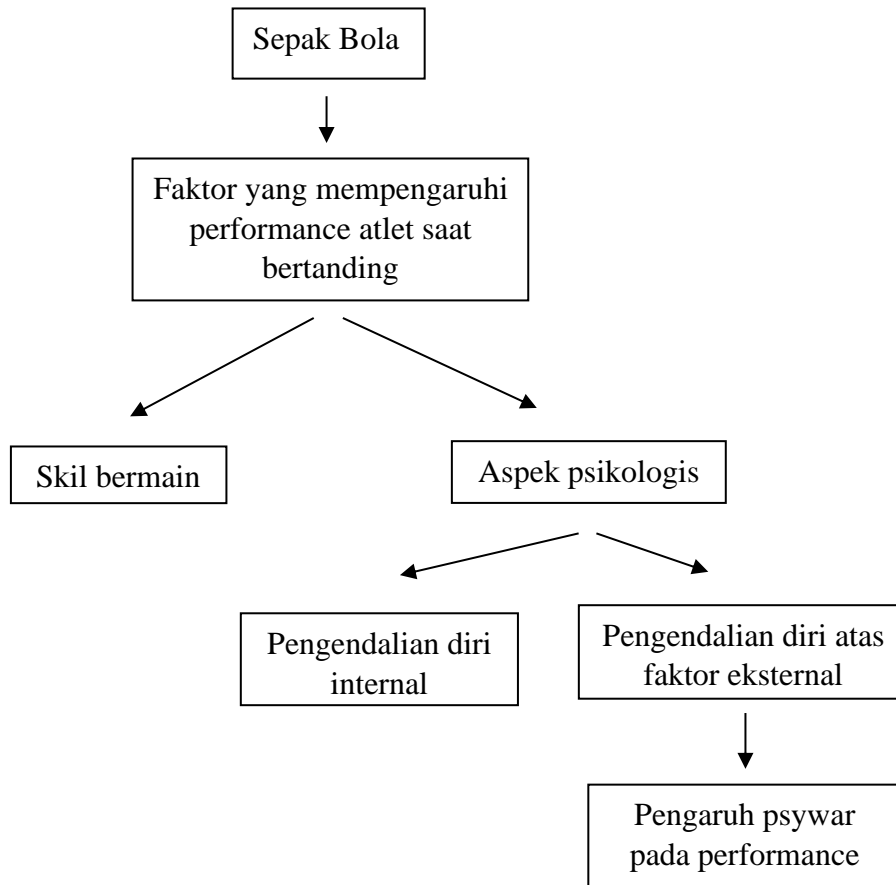 Sepak Bola
Faktor yang mempengaruhi
performance atlet saat
bertanding
Skil bermain
Aspek psikologis
Pengendalian diri
internal
Pengendalian diri atas
faktor eksternal
Pengaruh psywar
pada performance